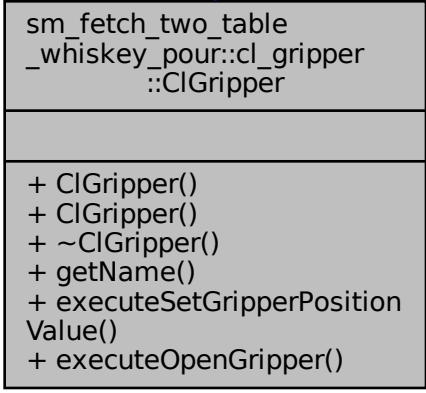 sm_fetch_two_table
_whiskey_pour::cl_gripper
::ClGripper
+ ClGripper()
+ ClGripper()
+ ~ClGripper()
+ getName()
+ executeSetGripperPosition
Value()
+ executeOpenGripper()